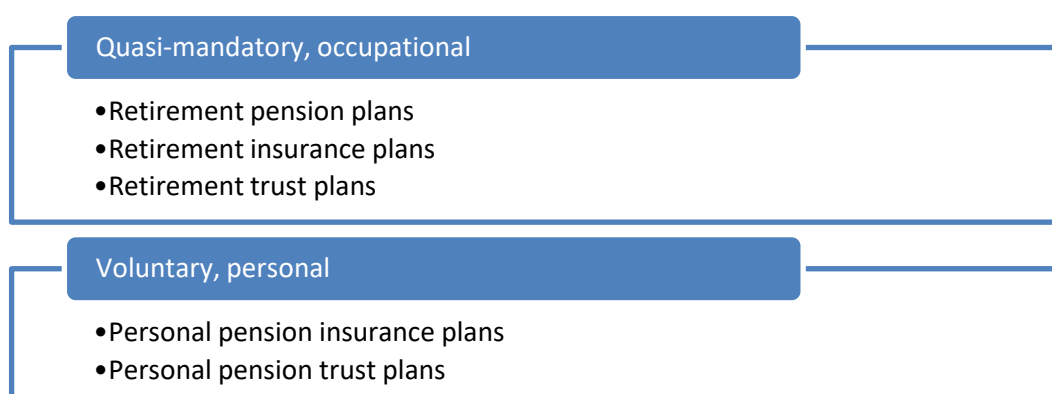 Quasi-mandatory, occupational
•Retirement pension plans
•Retirement insurance plans
•Retirement trust plans
Voluntary, personal
•Personal pension insurance plans
•Personal pension trust plans